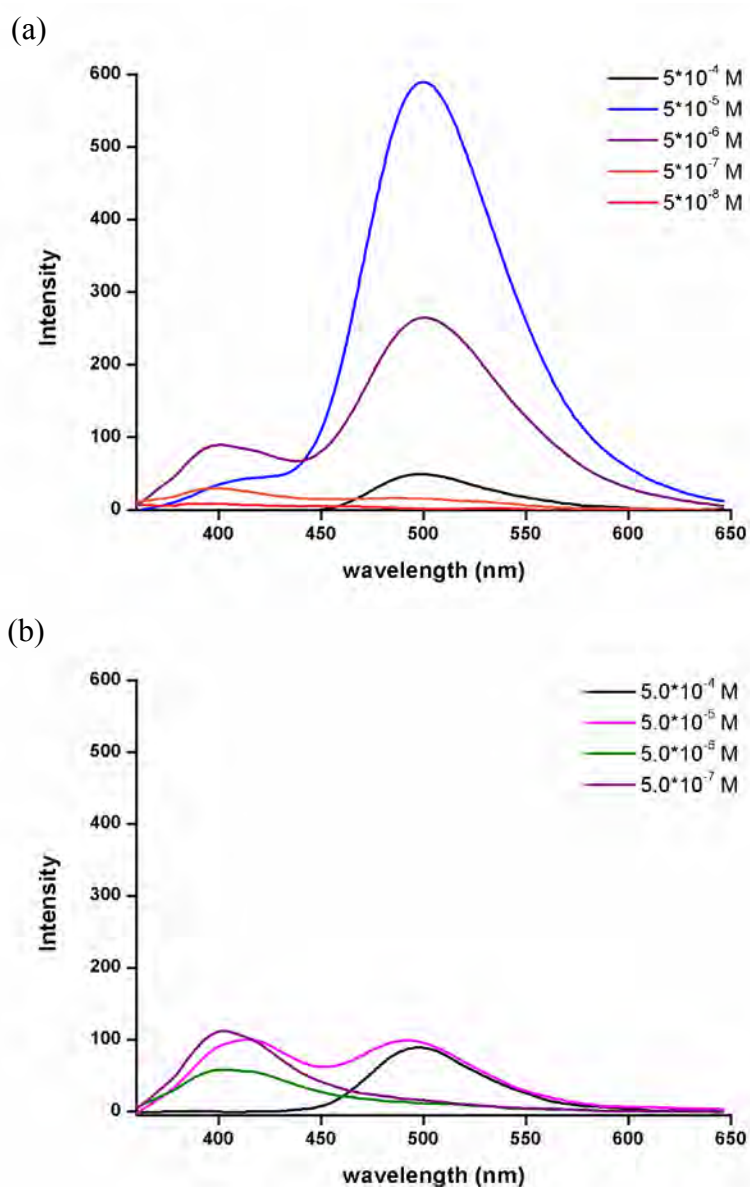 (a)
600
500
400
300
200
100
0
Intensity
5*10⁻⁴ M
5*10⁻⁵ M
5*10⁻⁶ M
5*10⁻⁷ M
5*10⁻⁸ M
400 450 500 550 600 650
wavelength (nm)
(b)
600
500
400
300
200
100
0
Intensity
5.0*10⁻⁴ M
5.0*10⁻⁵ M
5.0*10⁻⁶ M
5.0*10⁻⁷ M
400 450 500 550 600 650
wavelength (nm)